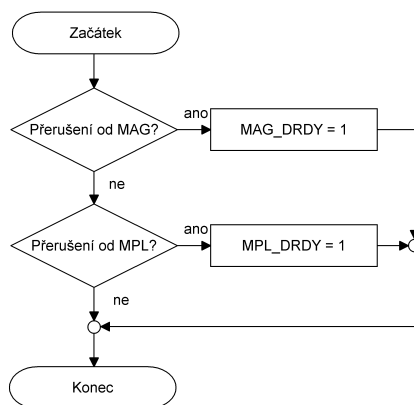 Začátek
Přerušení od MAG?
ano
MAG_DRDY = 1
ne
Přerušení od MPL?
ano
MPL_DRDY = 1
ne
Konec